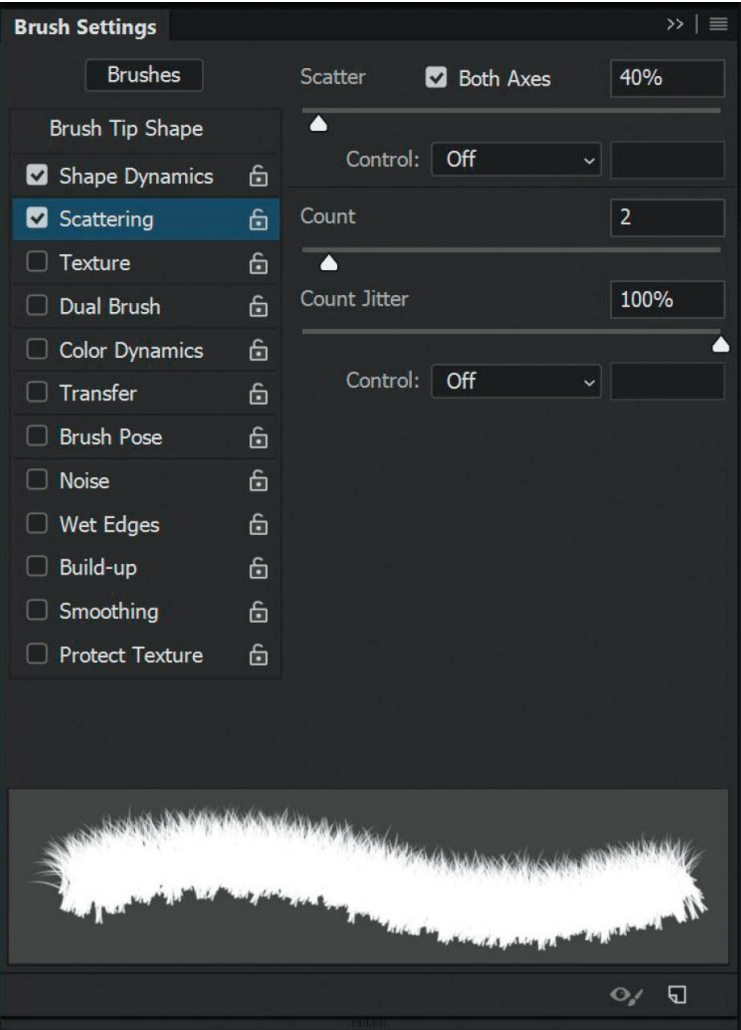 Brush Settings
Brushes
Brush Tip Shape
Shape Dynamics
Scattering
Texture
Dual Brush
Color Dynamics
Transfer
Brush Pose
Noise
Wet Edges
Build-up
Smoothing
Protect Texture
Scatter Both Axes 40%
Control: Off
Count 2
Count Jitter 100%
Control: Off